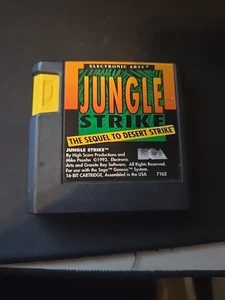 ELECTRONIC ARTS®
JUNGLE
STRIKE
THE SEQUEL TO DESERT STRIKE™
JUNGLE STRIKE™
By High Score Productions and
Mike Posehn ©1993, Electronic
Arts and Granite Bay Software. All Rights Reserved.
For use with the Sega™ Genesis™ System.
16-BIT CARTRIDGE, Assembled in the USA 7162